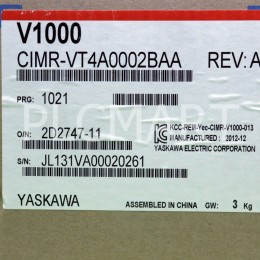 V1000
CIMR-VT4A0002BAA REV: A
PRG: 1021
O/N: 2D2747-11
KCC-REM-Yec-CIMR-V1000-013
MANUFACTURED : 2012-12
YASKAWA ELECTRIC CORPORATION
S/N: JL131VA00020261
YASKAWA
ASSEMBLED IN CHINA GW: 3 Kg
PLCMART